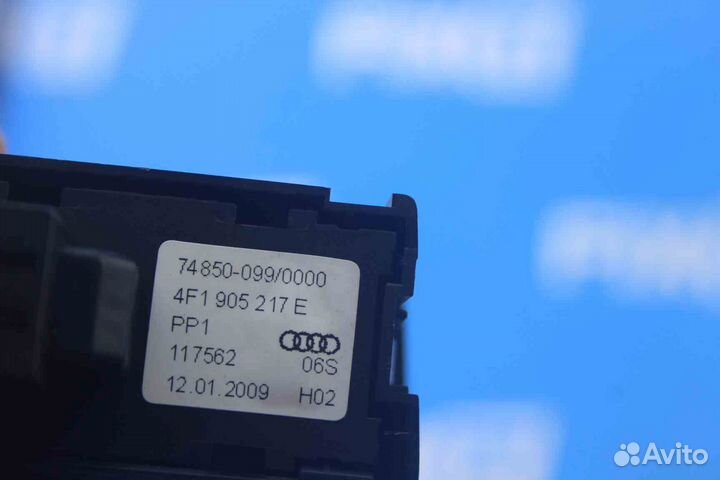 74850-099/0000
4F1 905 217 E
PP1
117562 06S
12.01.2009 H02
Avito